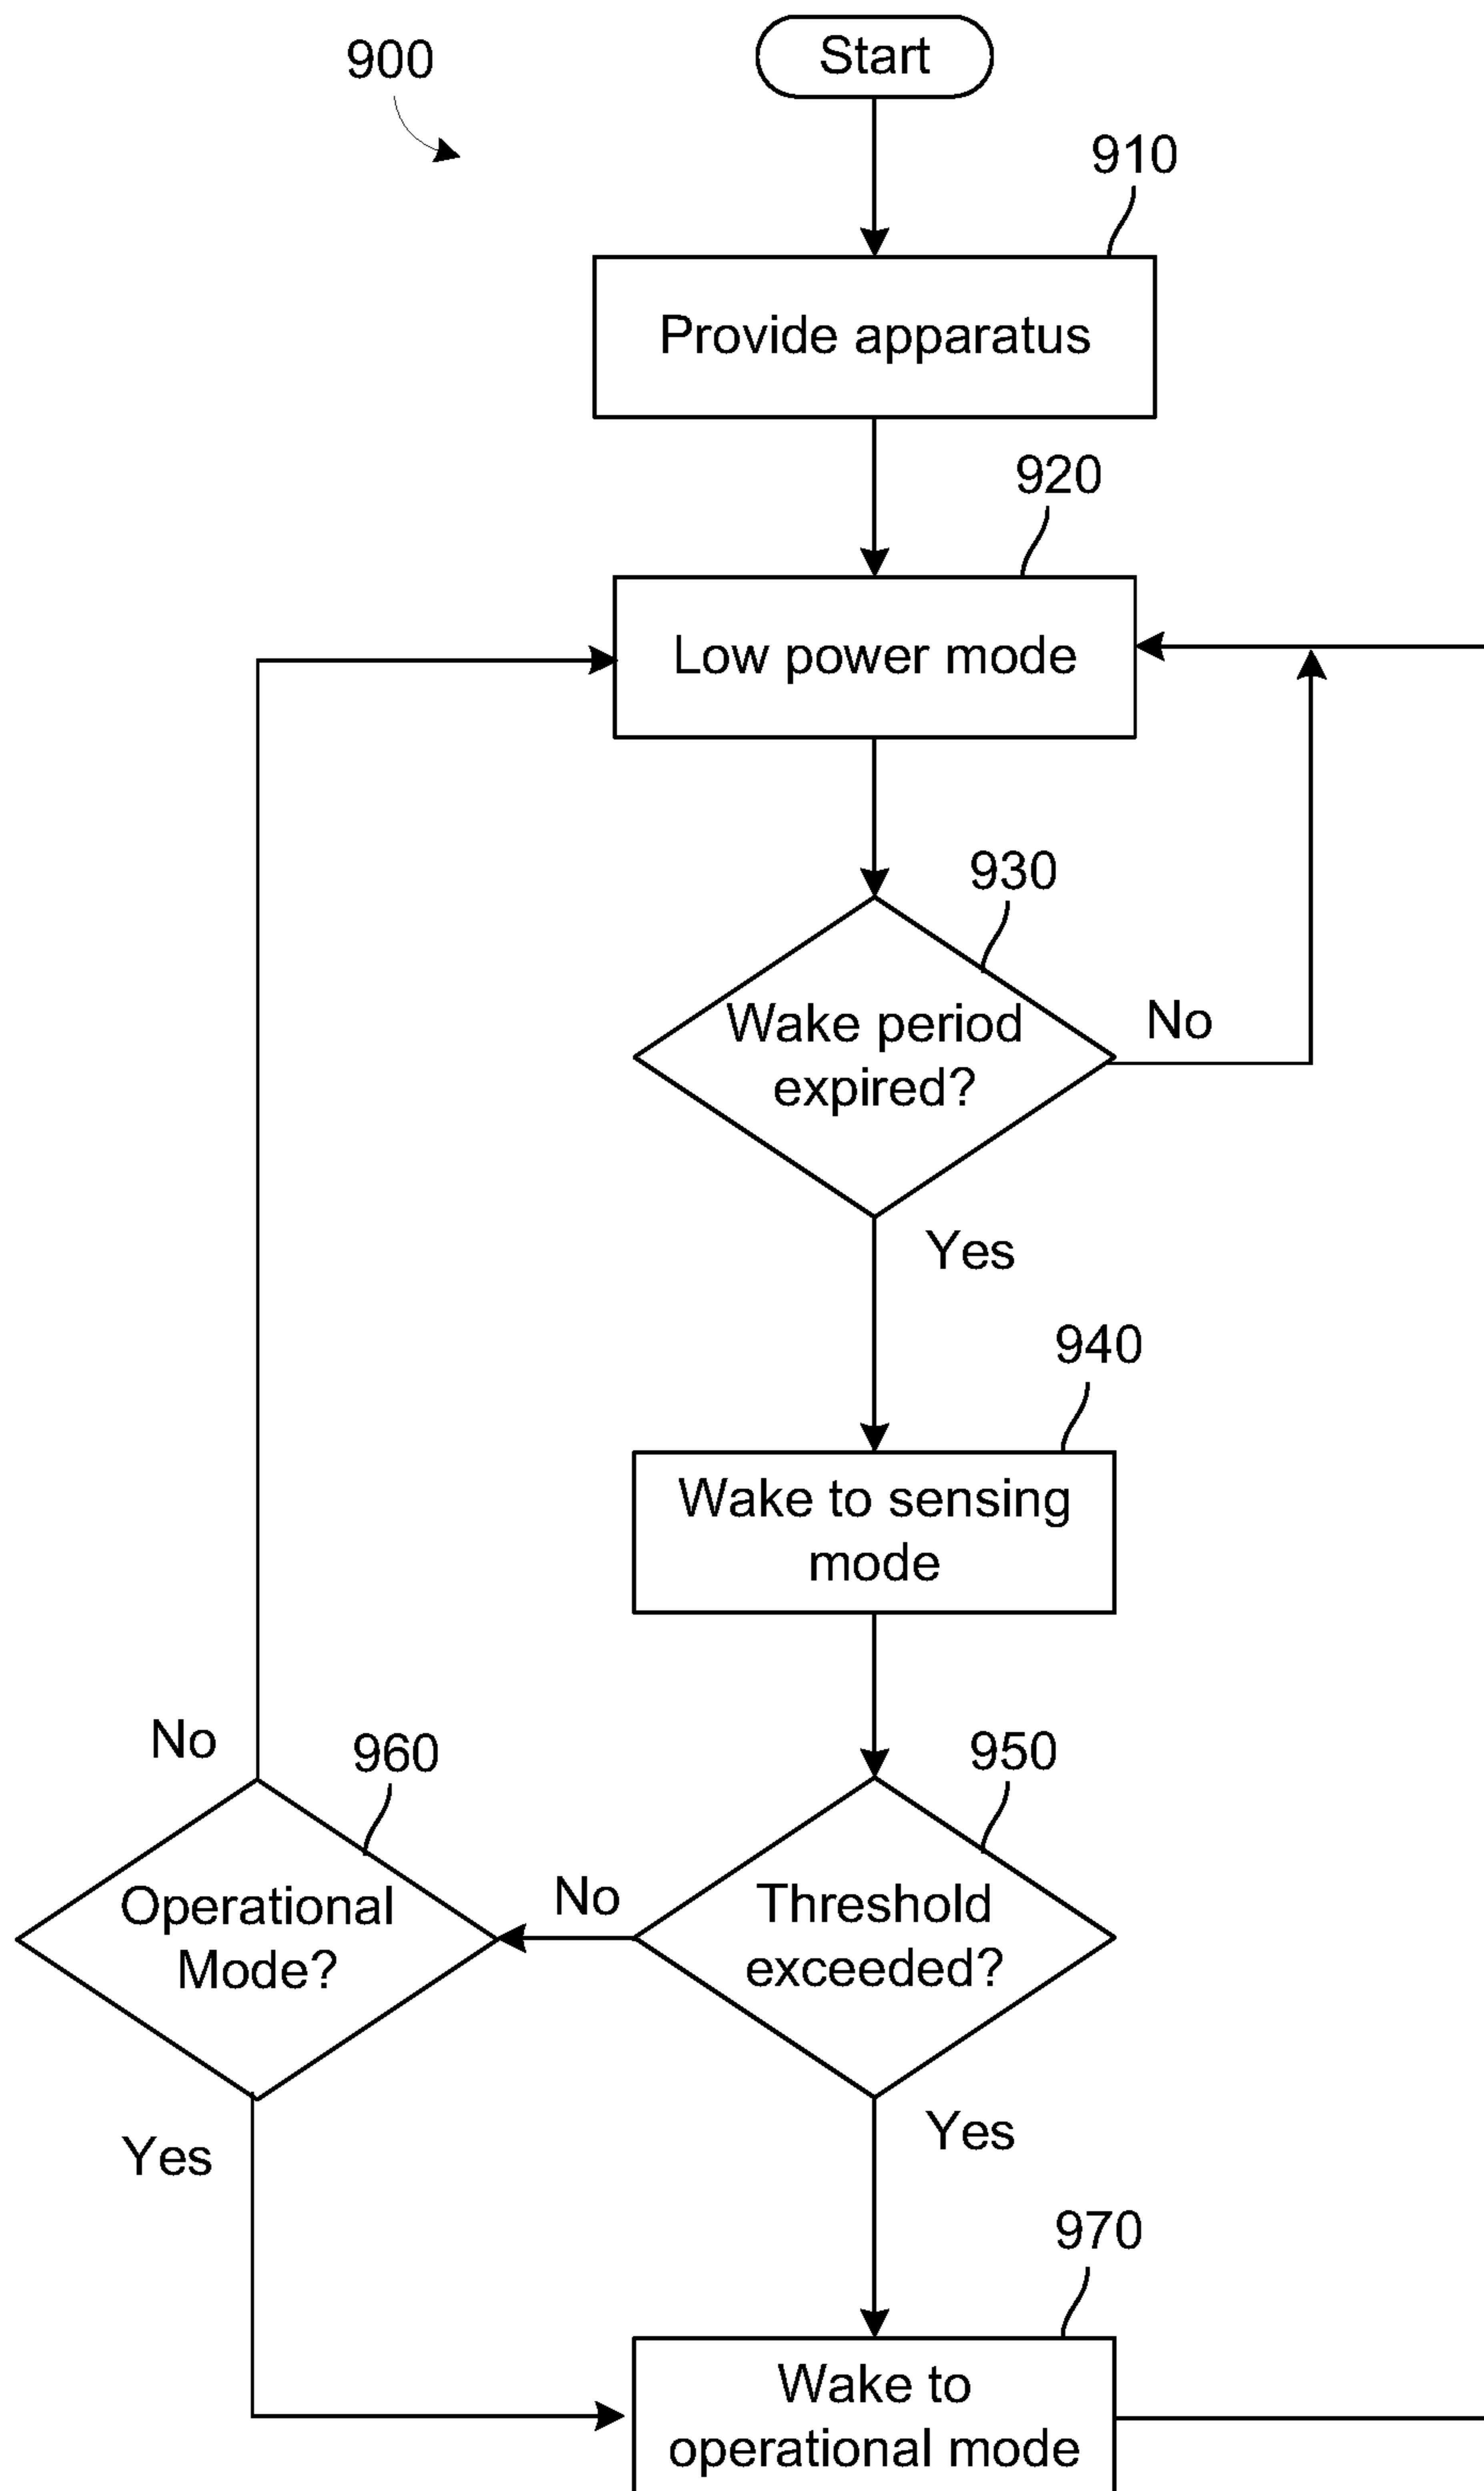 900
Start
910
Provide apparatus
920
Low power mode
930
Wake period
expired?
No
Yes
940
Wake to sensing
mode
No
960
950
Operational
Mode?
No
Threshold
exceeded?
Yes
Yes
970
Wake to
operational mode